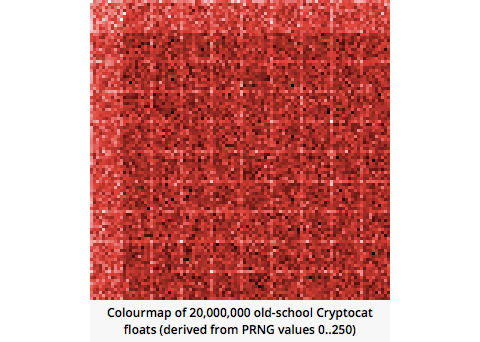 Colourmap of 20,000,000 old-school Cryptocat
floats (derived from PRNG values 0..250)